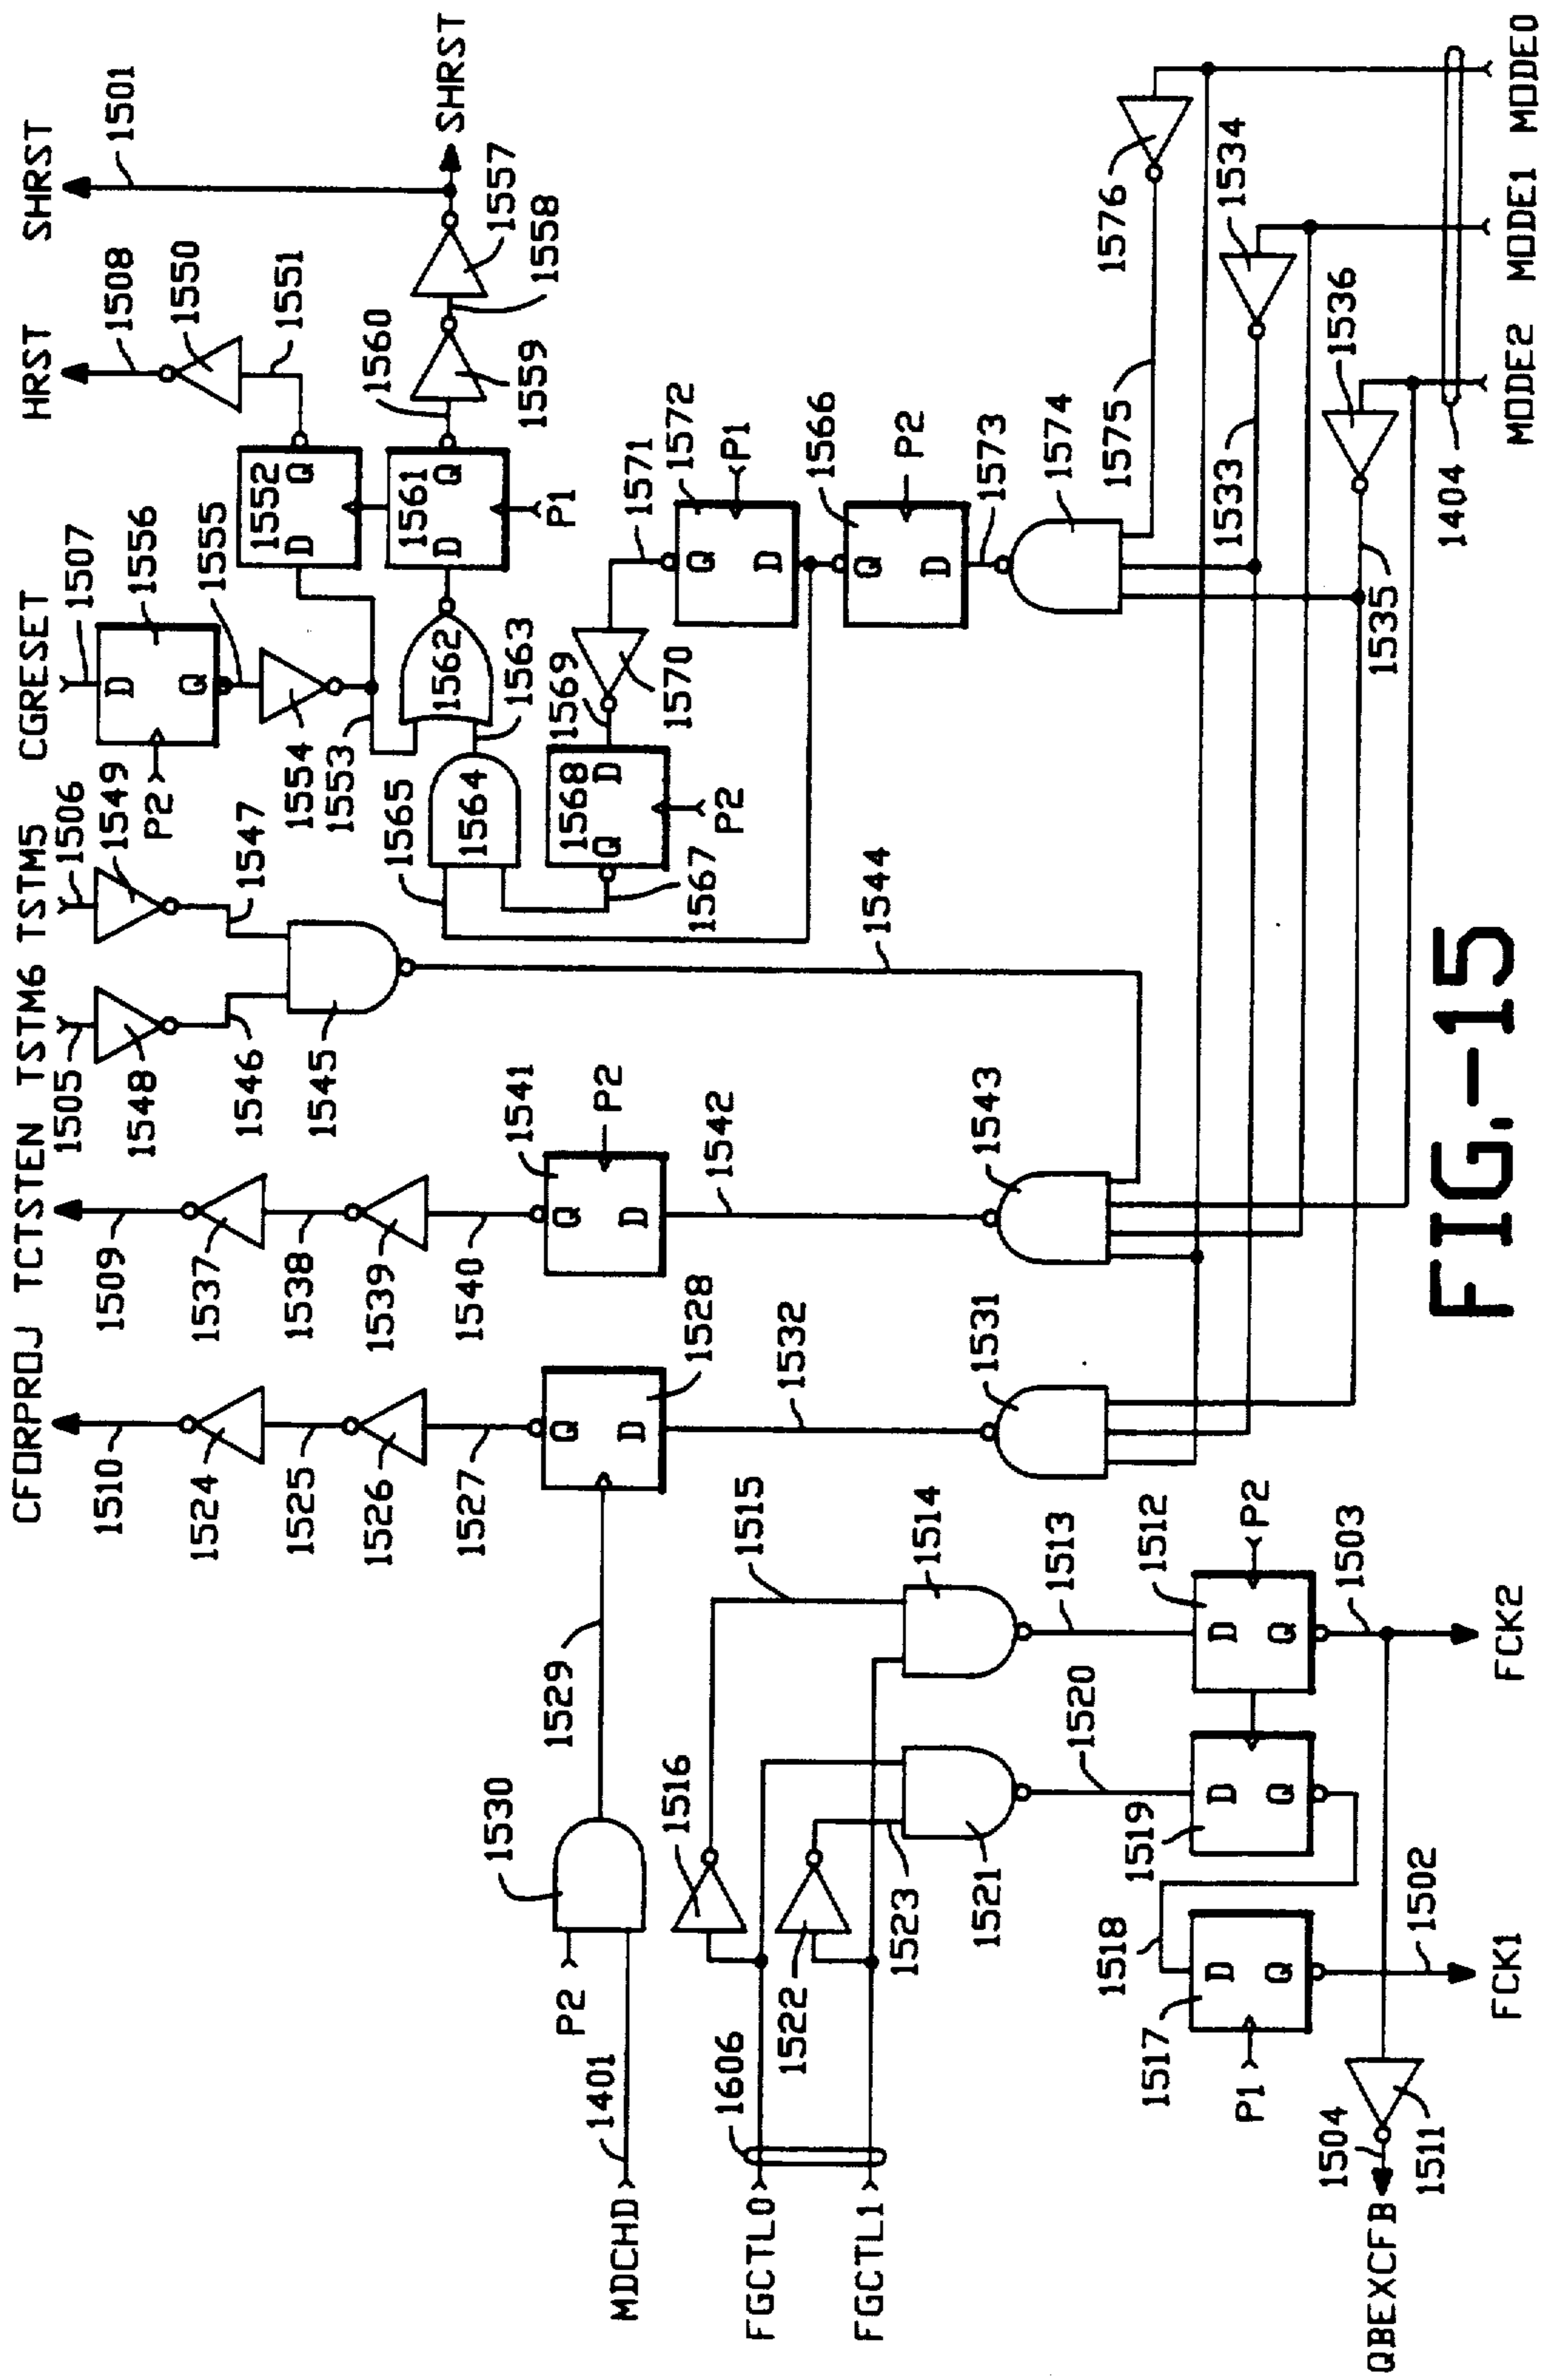 CFORPROJ TCTSTEN TSTM6 TSTM5 CGRESET HRST SHRST
1510
1509
1505
1506
1507
1508
1501
1524
1537
1548
1549
1556
D
Q
P2
1550
1525
1538
1546
1547
1554
1555
1551
1526
1539
1545
1553
1552
D
Q
SHRST
1527
1540
1565
1562
1561
D
Q
P1
1560
1557
1558
1559
1541
Q
D
P2
1564
1563
1528
Q
D
1568
Q
D
P2
1569
1570
1571
1567
1572
Q
D
P1
1532
1542
1544
1566
Q
D
P2
1573
1531
1543
1574
1575
1576
1533
1534
1535
1536
1404
MODE2 MODE1 MODE0
1530
1529
P2
1401
MDCHD
1516
1515
1514
1606
FGCTL0
1522
1523
1521
1513
FGCTL1
1520
1518
1519
D
Q
1512
D
Q
P2
1517
D
Q
P1
1503
1502
1504
1511
QBEXCFB
FCK1
FCK2
FIG.-15